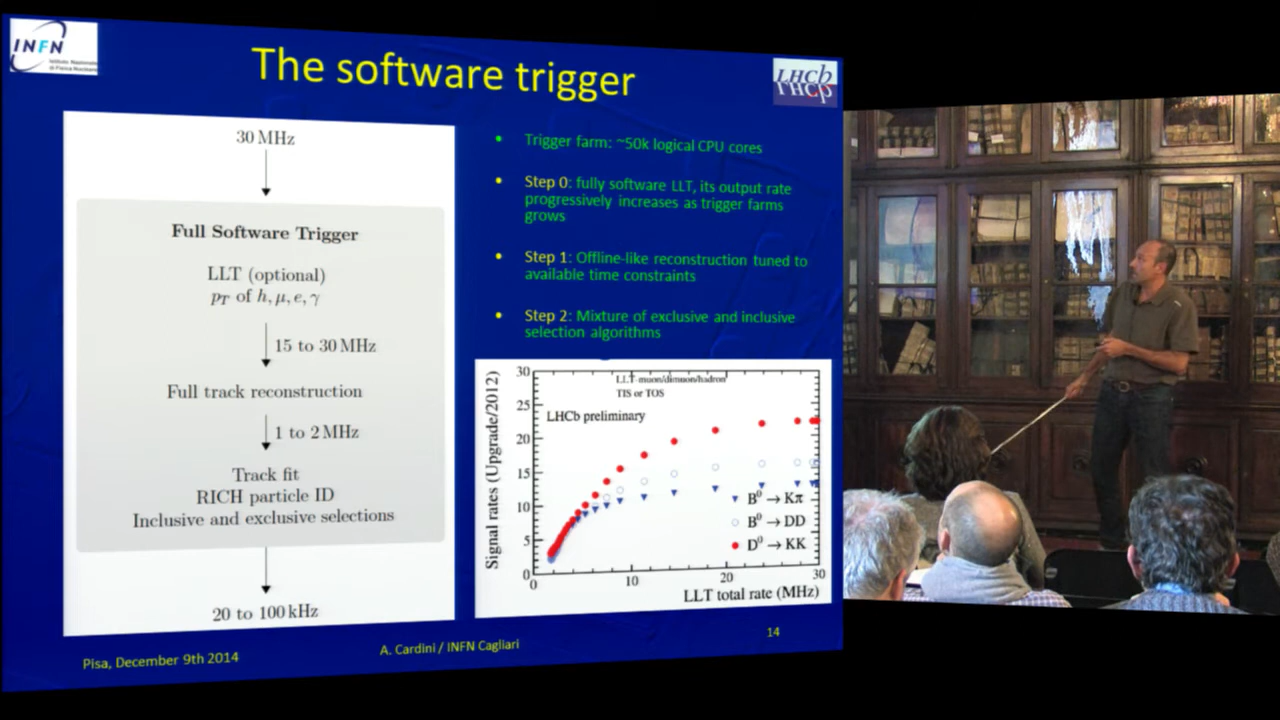 INFN
Istituto Nazionale
di Fisica Nucleare
The software trigger
LHCb
30 MHz
Full Software Trigger
LLT (optional)
pT of h, μ, e, γ
15 to 30 MHz
Full track reconstruction
1 to 2 MHz
Track fit
RICH particle ID
Inclusive and exclusive selections
20 to 100 kHz
• Trigger farm: ~50k logical CPU cores
• Step 0: fully software LLT, its output rate
progressively increases as trigger farms
grows
• Step 1: Offline-like reconstruction tuned to
available time constraints
• Step 2: Mixture of exclusive and inclusive
selection algorithms
Signal rates (Upgrade/2012)
30
25
20
15
10
5
0
LLT-muon/dimuon/hadron
TIS or TOS
LHCb preliminary
B⁰ → Kπ
B⁰ → DD
D⁰ → KK
0 10 20 30
LLT total rate (MHz)
Pisa, December 9th 2014
A. Cardini / INFN Cagliari
14